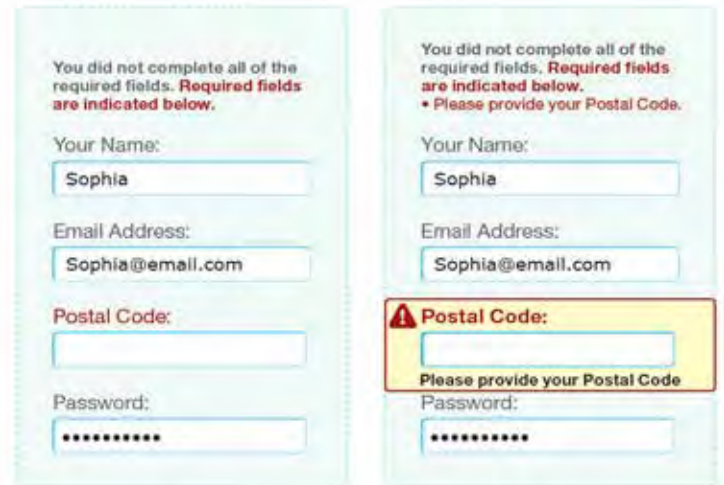 You did not complete all of the
required fields. Required fields
are indicated below.
Your Name:
Sophia
Email Address:
Sophia@email.com
Postal Code:
Password:
••••••••••
You did not complete all of the
required fields. Required fields
are indicated below.
• Please provide your Postal Code.
Your Name:
Sophia
Email Address:
Sophia@email.com
Postal Code:
Please provide your Postal Code
Password:
••••••••••